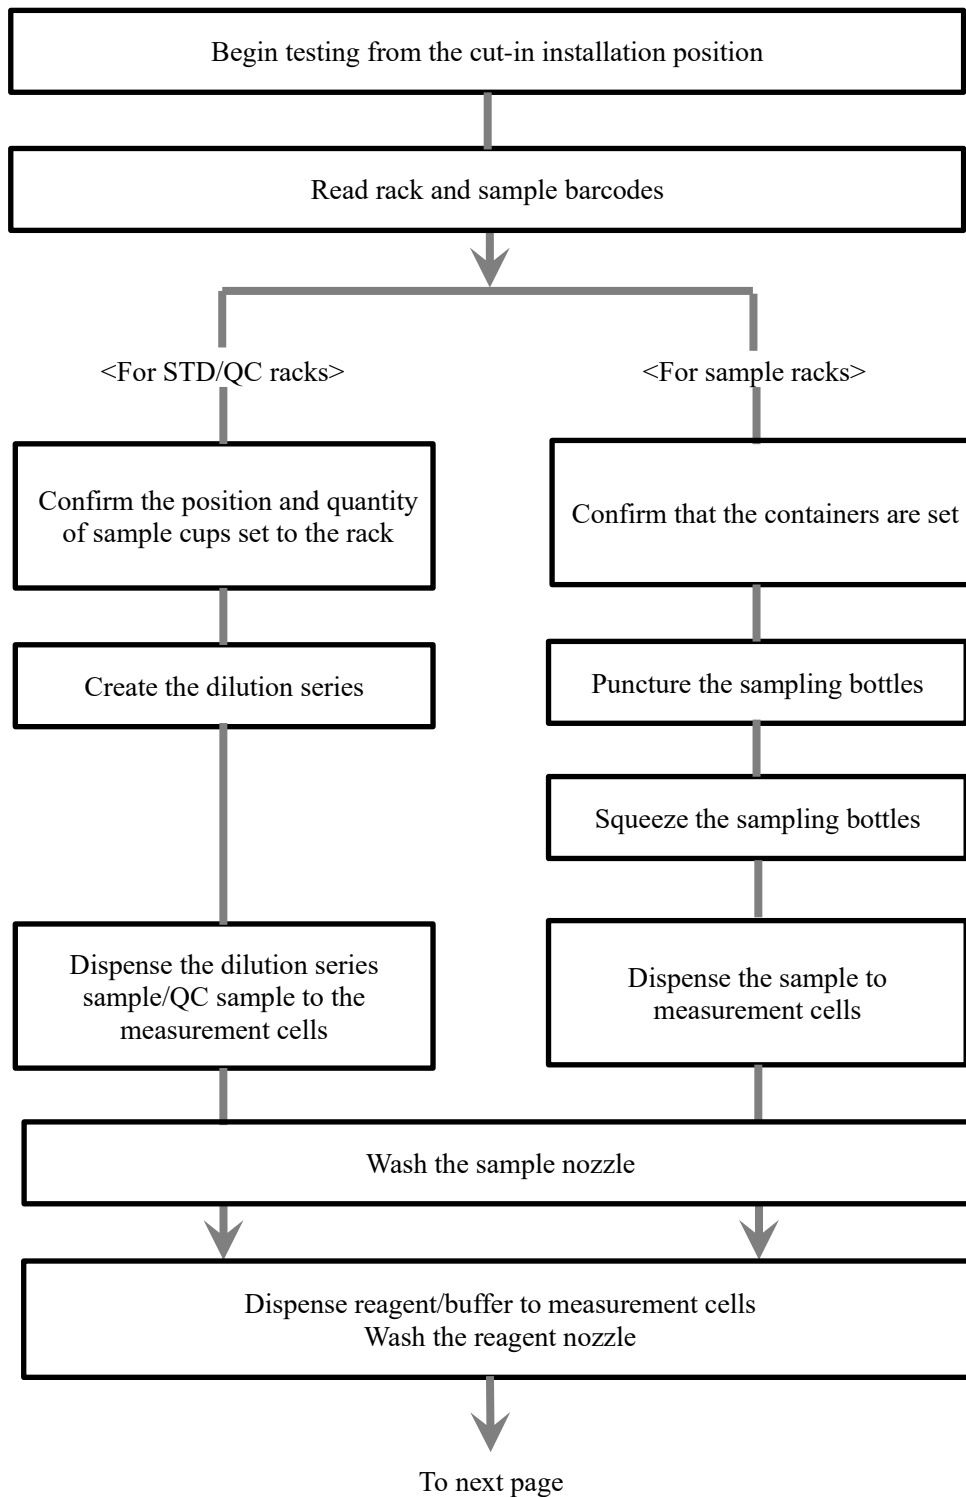 Begin testing from the cut-in installation position
Read rack and sample barcodes
<For STD/QC racks>
<For sample racks>
Confirm the position and quantity
of sample cups set to the rack
Confirm that the containers are set
Create the dilution series
Puncture the sampling bottles
Squeeze the sampling bottles
Dispense the dilution series
sample/QC sample to the
measurement cells
Dispense the sample to
measurement cells
Wash the sample nozzle
Dispense reagent/buffer to measurement cells
Wash the reagent nozzle
To next page